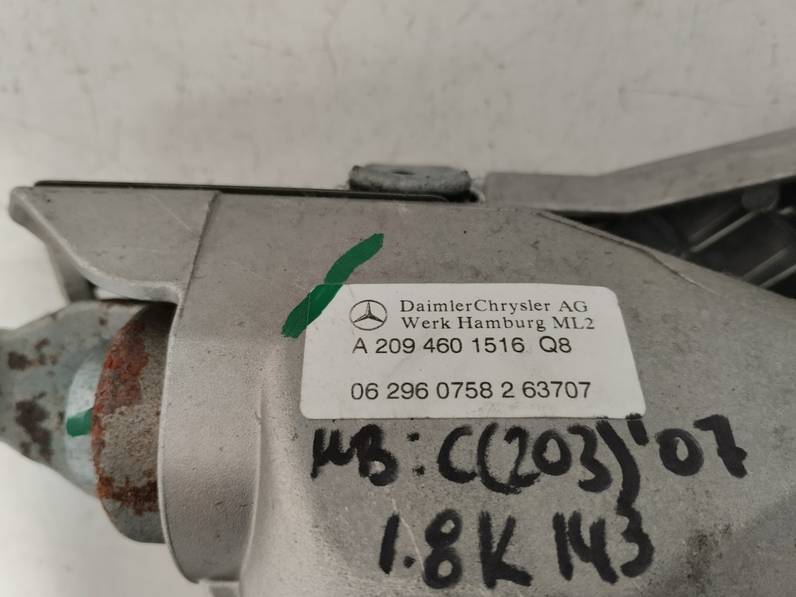 DaimlerChrysler AG
Werk Hamburg ML2
A 209 460 1516 Q8
06 296 0758 2 63707
MB: C(203)'07
1.8K 143